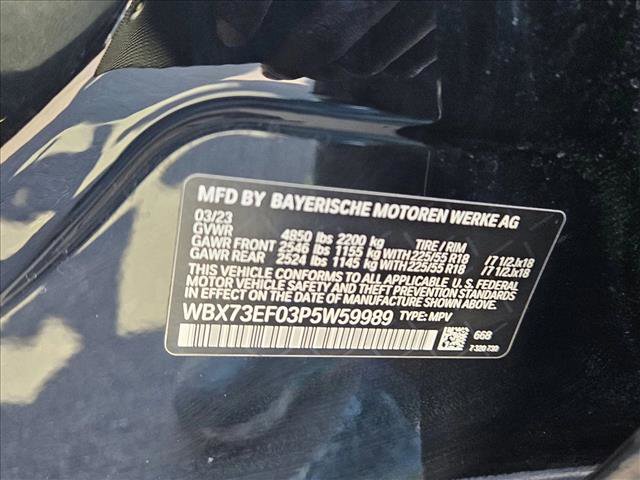 MFD BY BAYERISCHE MOTOREN WERKE AG
03/23
GVWR 4850 lbs 2200 kg TIRE / RIM
GAWR FRONT 2546 lbs 1155 kg WITH 225/55 R18 // 7 1/2Jx18
GAWR REAR 2524 lbs 1145 kg WITH 225/55 R18 // 7 1/2Jx18
THIS VEHICLE CONFORMS TO ALL APPLICABLE U. S. FEDERAL
MOTOR VEHICLE SAFETY AND THEFT PREVENTION STANDARDS
IN EFFECT ON THE DATE OF MANUFACTURE SHOWN ABOVE.
WBX73EF03P5W59989 TYPE: MPV
668
7 320 730